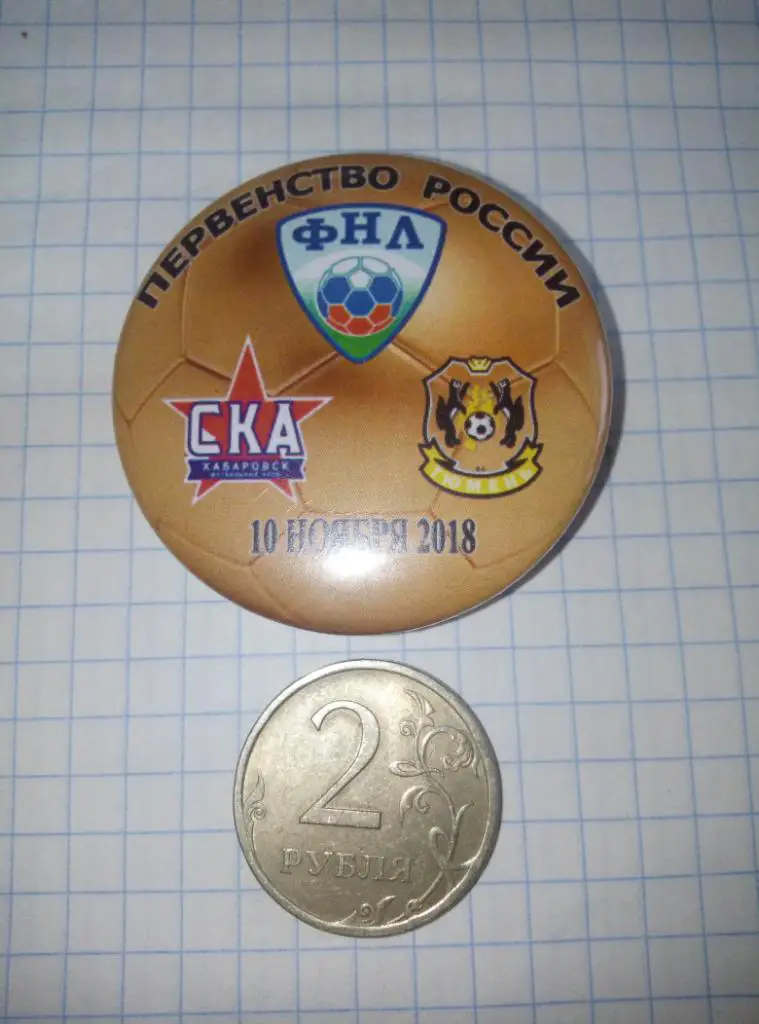 ПЕРВЕНСТВО РОССИИ
ФНЛ
СКА
ХАБАРОВСК
ТЮМЕНЬ
10 НОЯБРЯ 2018
2
РУБЛЯ